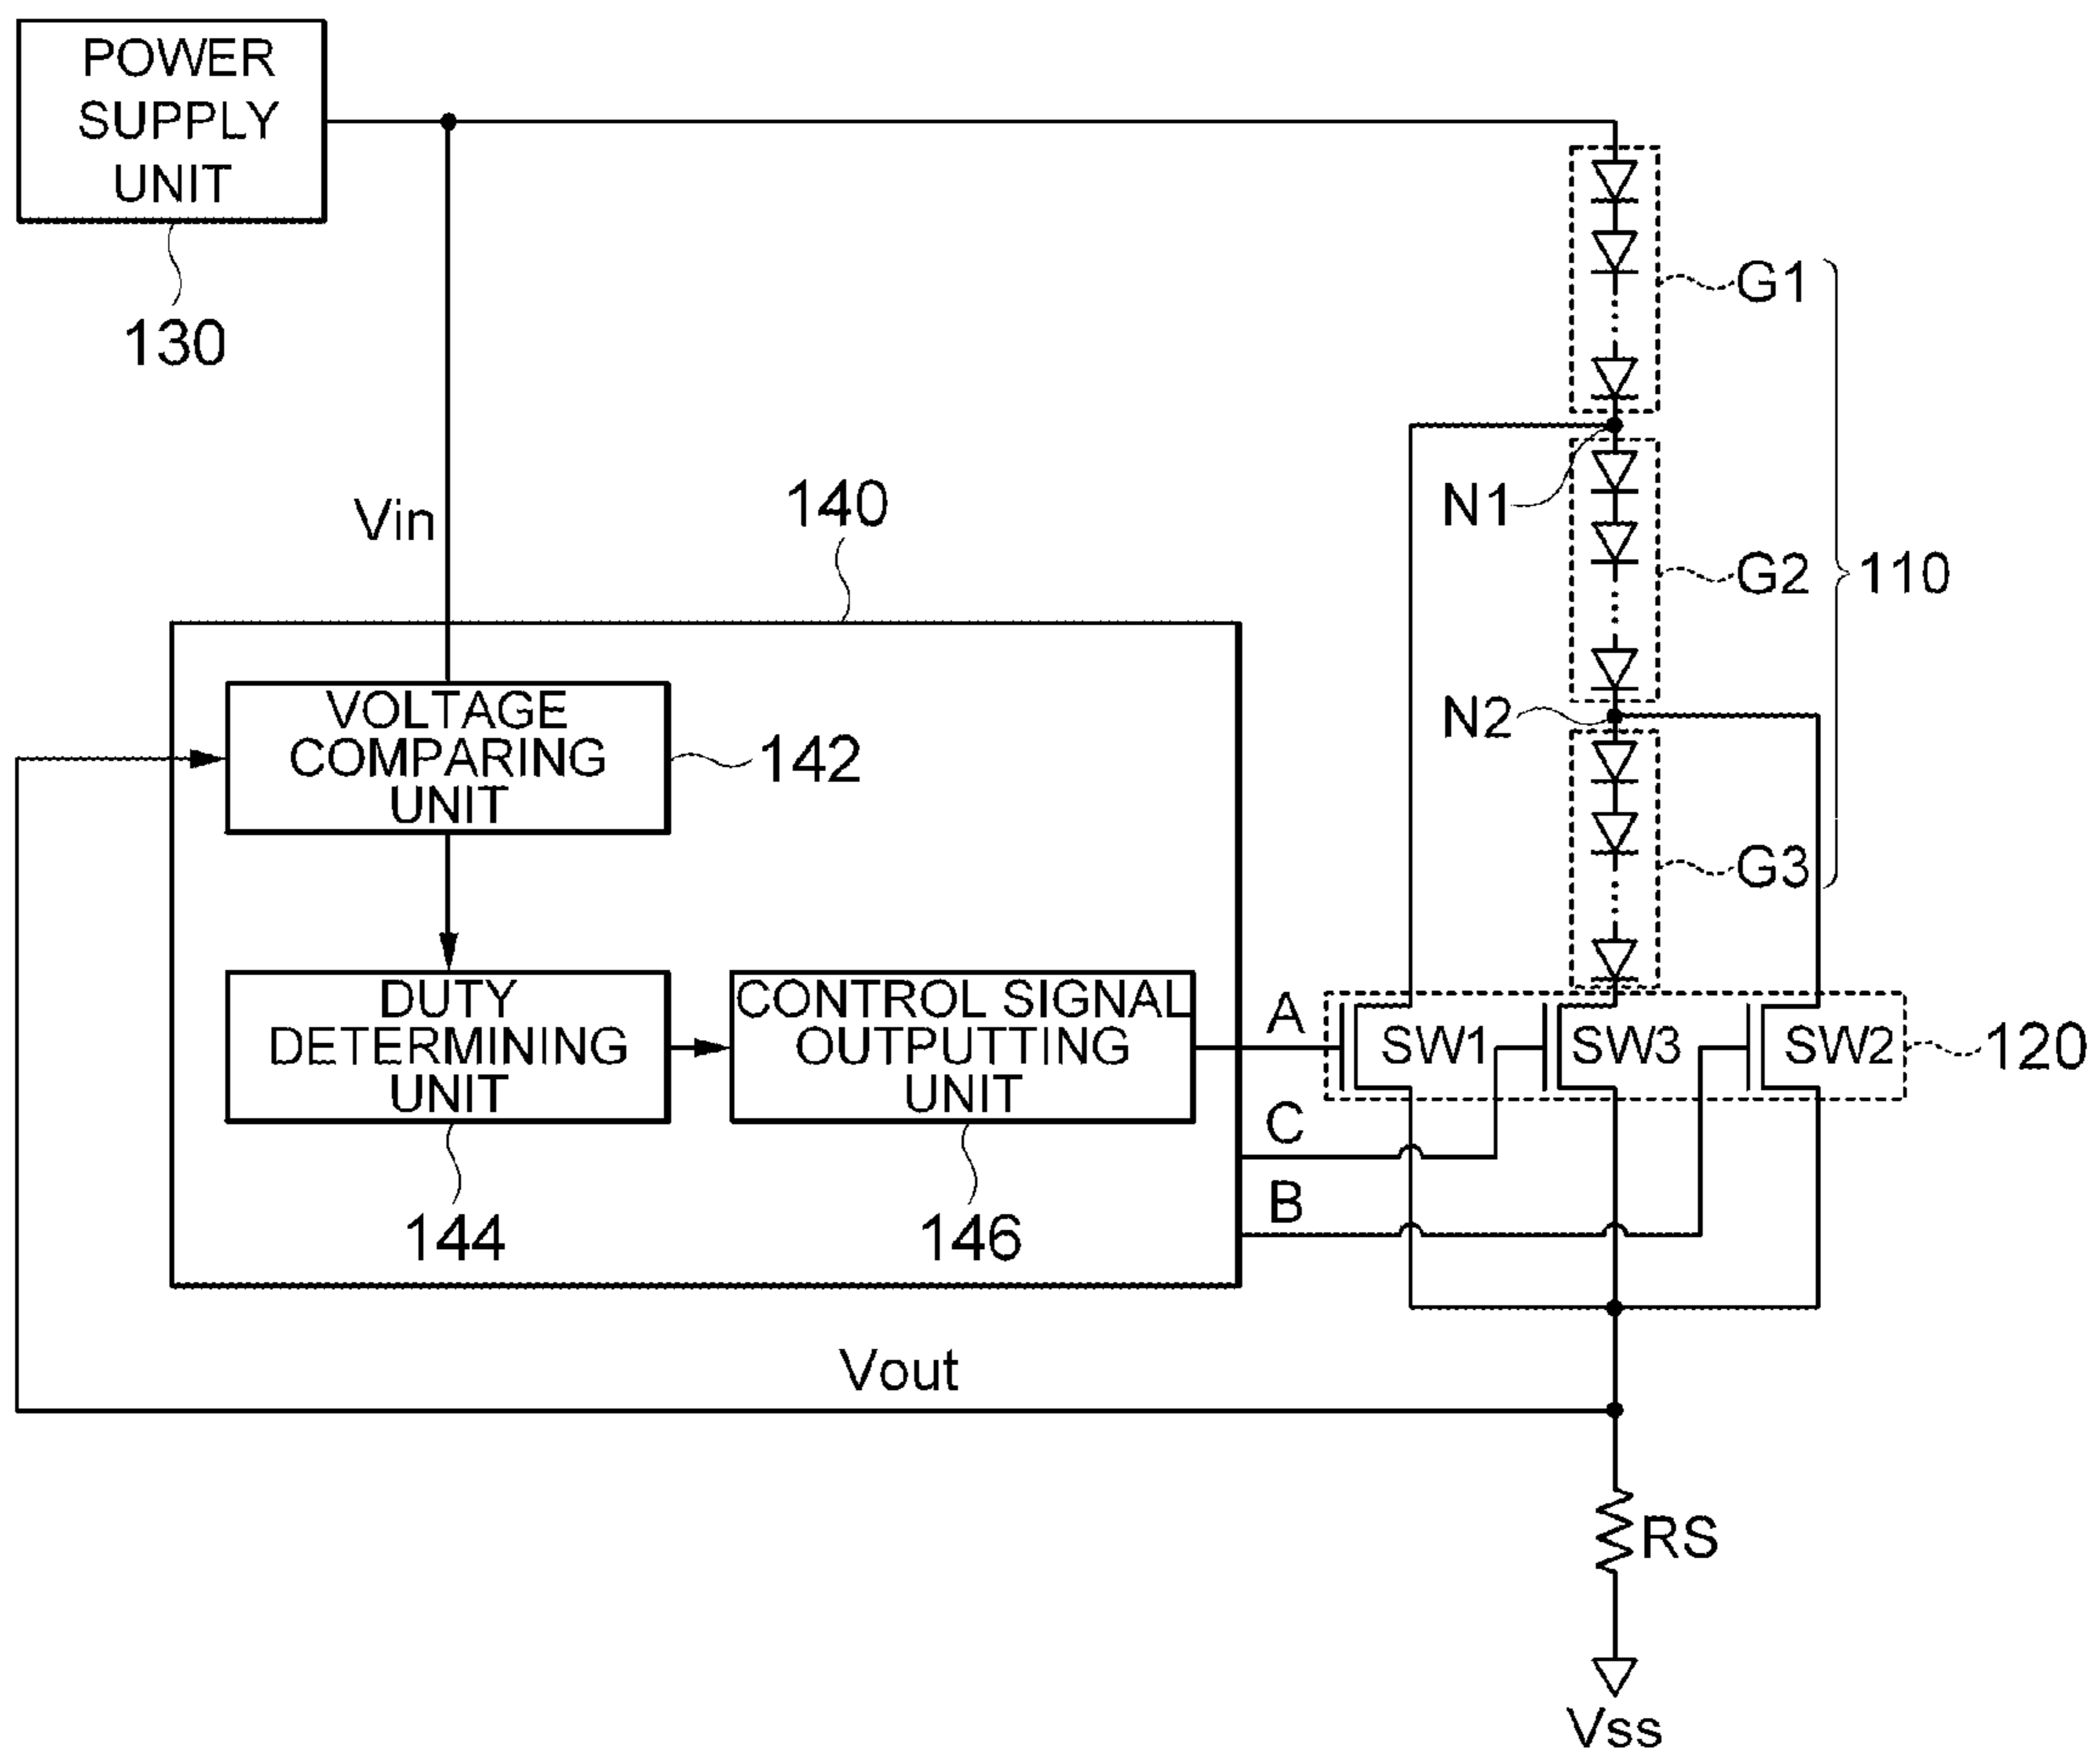 POWER
SUPPLY
UNIT
130
G1
N1
Vin
140
G2
110
VOLTAGE
COMPARING
UNIT
142
N2
G3
DUTY
DETERMINING
UNIT
CONTROL SIGNAL
OUTPUTTING
UNIT
A
SW1
SW3
SW2
120
C
B
144
146
Vout
RS
Vss